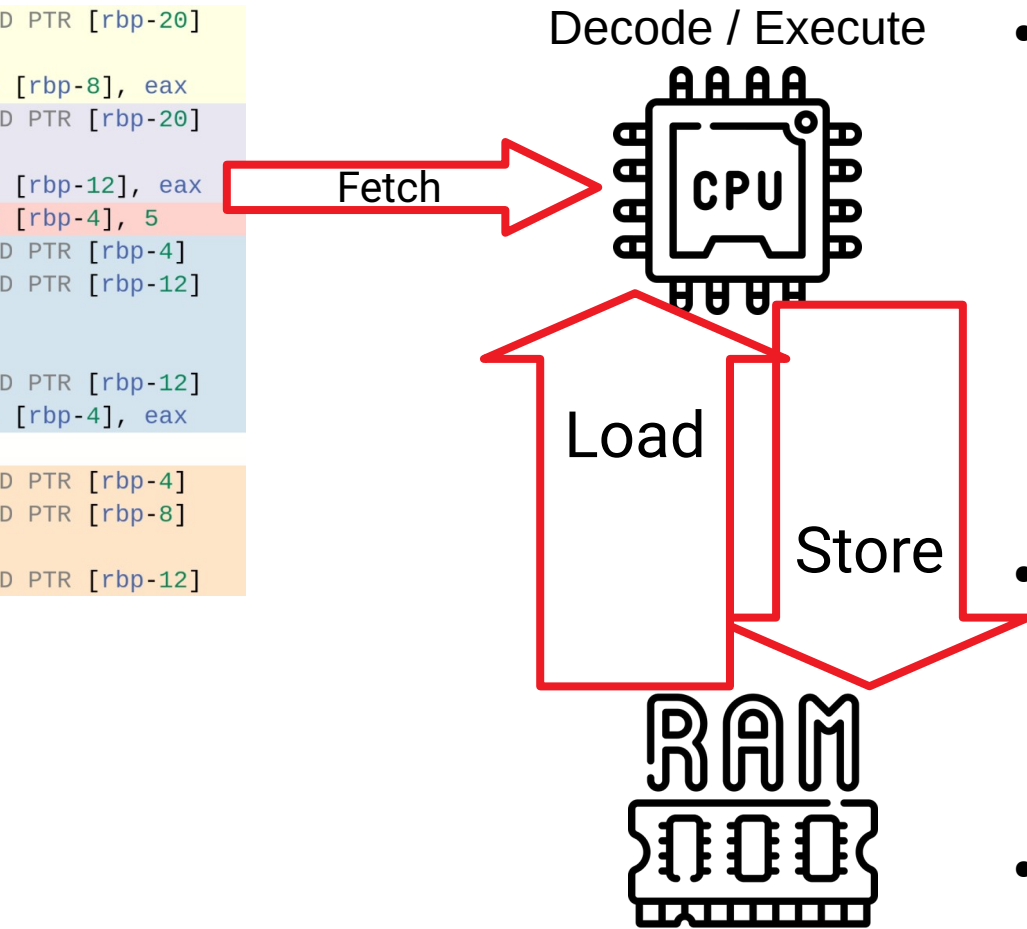 D PTR [rbp-20]
[rbp-8], eax
D PTR [rbp-20]
[rbp-12], eax
[rbp-4], 5
D PTR [rbp-4]
D PTR [rbp-12]
D PTR [rbp-12]
[rbp-4], eax
D PTR [rbp-4]
D PTR [rbp-8]
D PTR [rbp-12]
Fetch
Decode / Execute
CPU
Load
Store
RAM